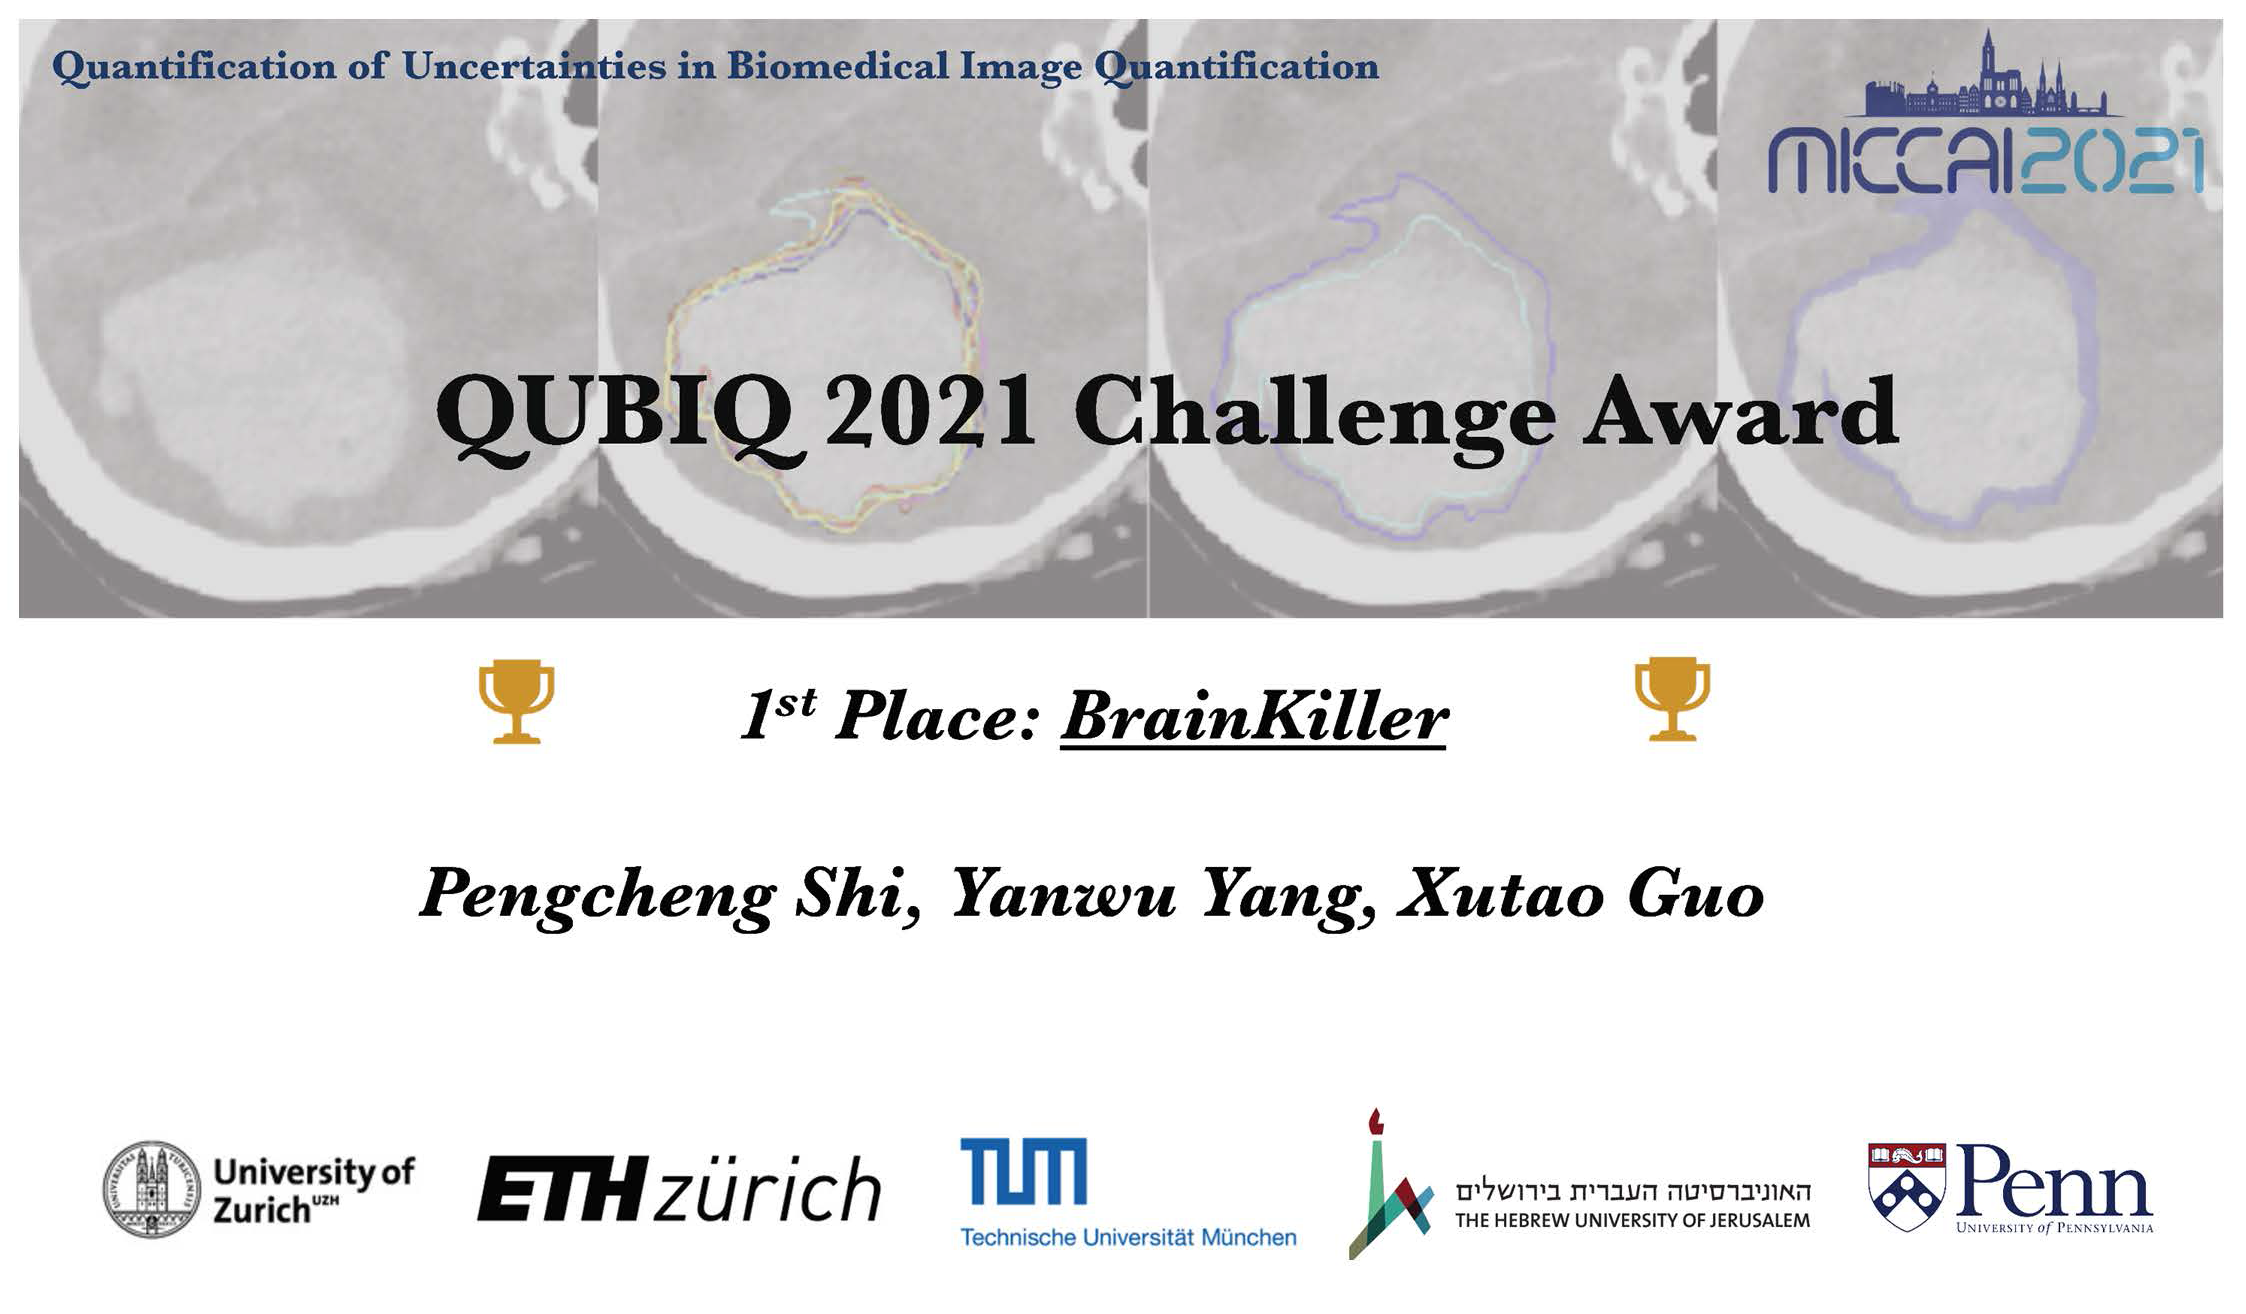 Quantification of Uncertainties in Biomedical Image Quantification
MICCAI2021
QUBIQ 2021 Challenge Award
1st Place: BrainKiller
Pengcheng Shi, Yanwu Yang, Xutao Guo
University of
Zurich UZH
ETH zürich
TUM
Technische Universität München
האוניברסיטה העברית בירושלים
THE HEBREW UNIVERSITY OF JERUSALEM
Penn
UNIVERSITY of PENNSYLVANIA